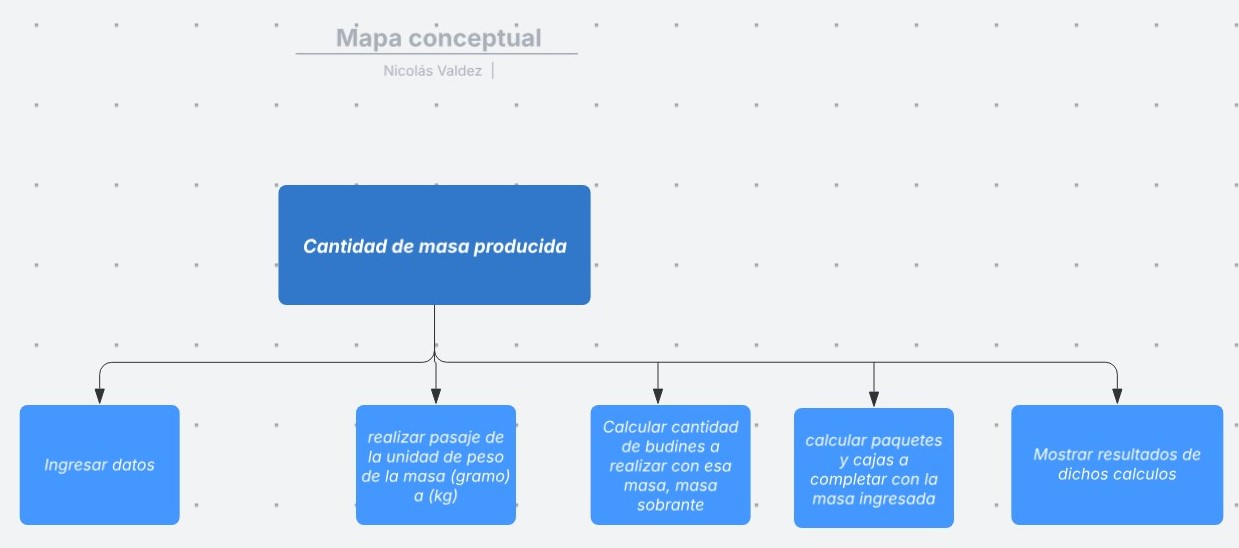 Mapa conceptual
Nicolás Valdez |
Cantidad de masa producida
Ingresar datos
realizar pasaje de
la unidad de peso
de la masa (gramo)
a (kg)
Calcular cantidad
de budines a
realizar con esa
masa, masa
sobrante
calcular paquetes
y cajas a
completar con la
masa ingresada
Mostrar resultados de
dichos calculos